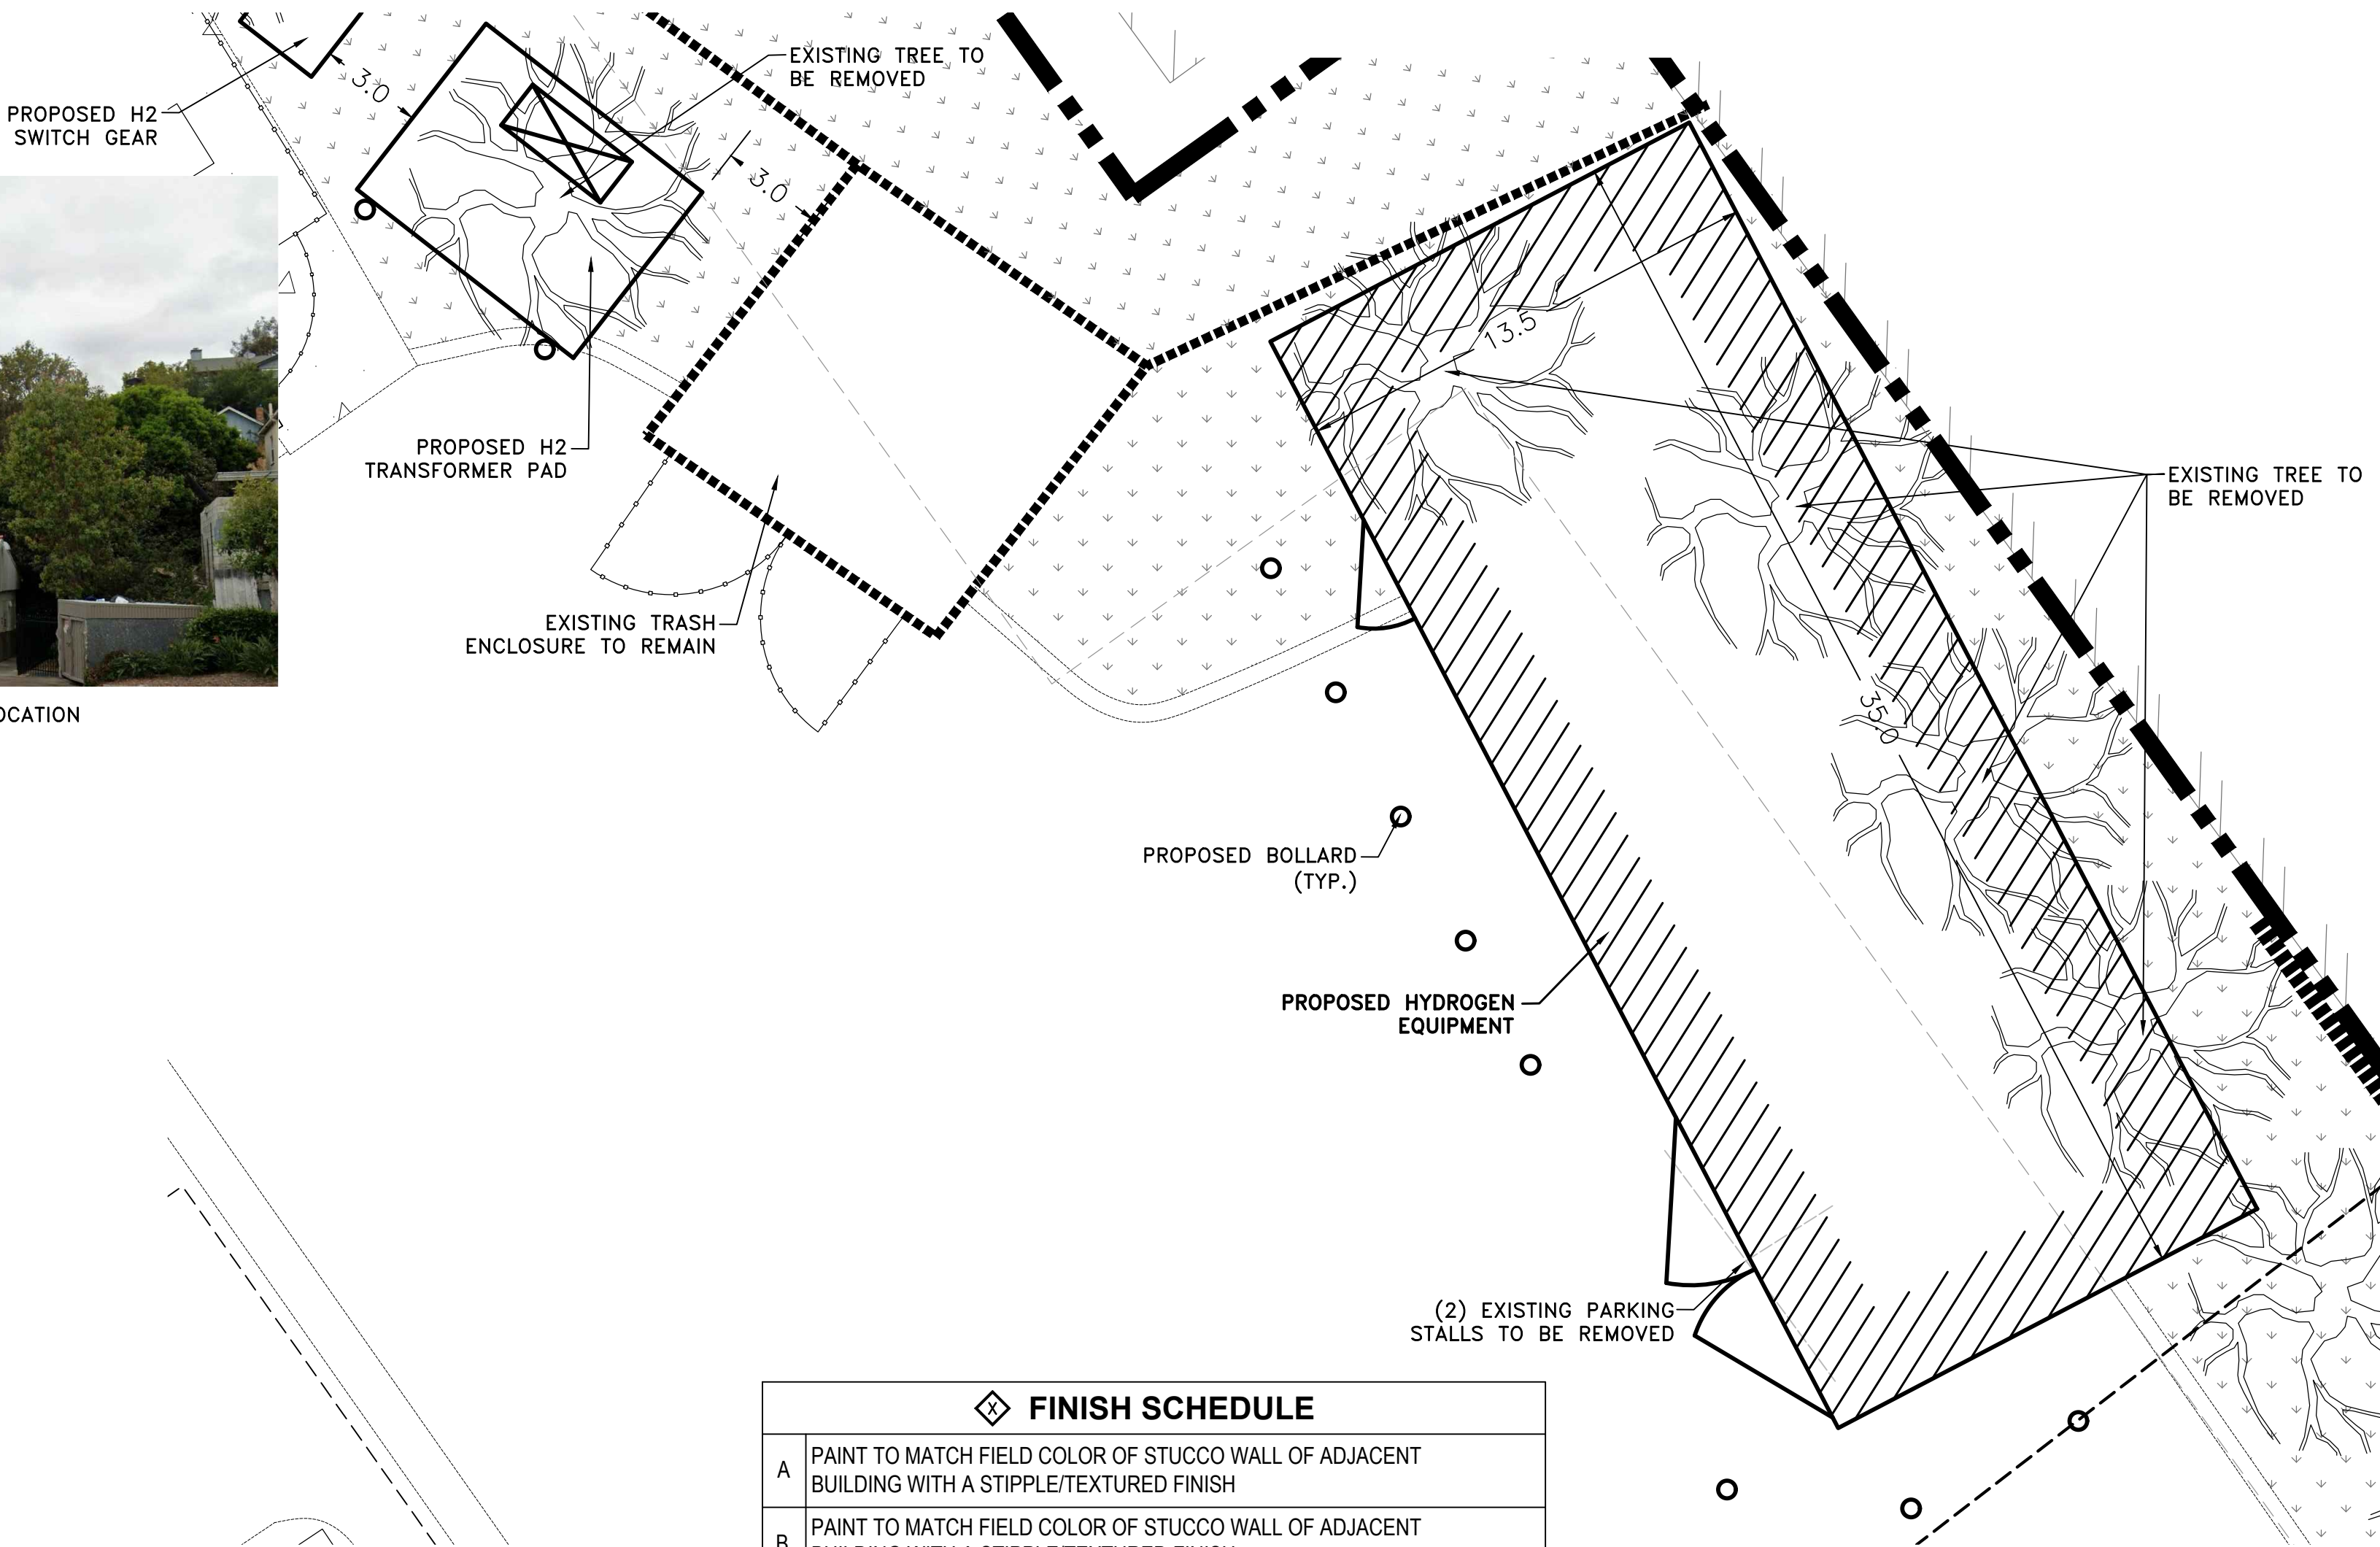 EXISTING TREE TO
BE REMOVED
3.0
PROPOSED H2
SWITCH GEAR
3.0
13.5
PROPOSED H2
TRANSFORMER PAD
EXISTING TREE TO
BE REMOVED
EXISTING TRASH
ENCLOSURE TO REMAIN
35.0
OCATION
PROPOSED BOLLARD
(TYP.)
PROPOSED HYDROGEN
EQUIPMENT
(2) EXISTING PARKING
STALLS TO BE REMOVED
X FINISH SCHEDULE
A PAINT TO MATCH FIELD COLOR OF STUCCO WALL OF ADJACENT
BUILDING WITH A STIPPLE/TEXTURED FINISH
B PAINT TO MATCH FIELD COLOR OF STUCCO WALL OF ADJACENT